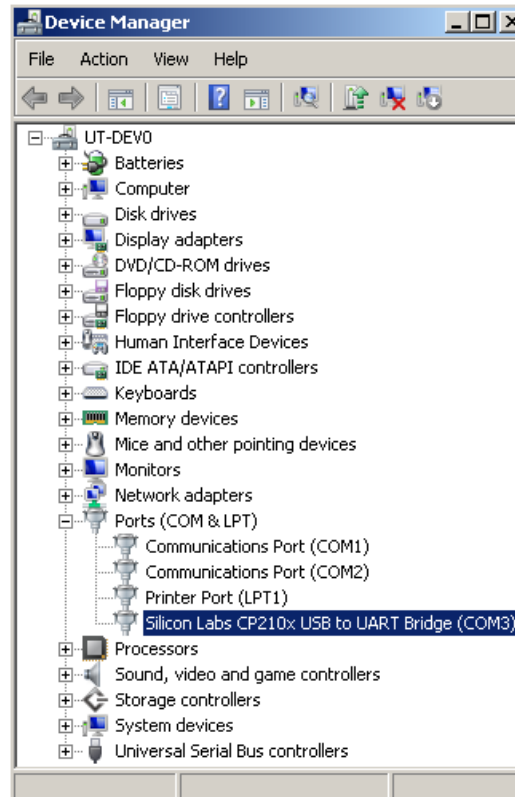 Device Manager
File Action View Help
UT-DEV0
Batteries
Computer
Disk drives
Display adapters
DVD/CD-ROM drives
Floppy disk drives
Floppy drive controllers
Human Interface Devices
IDE ATA/ATAPI controllers
Keyboards
Memory devices
Mice and other pointing devices
Monitors
Network adapters
Ports (COM & LPT)
Communications Port (COM1)
Communications Port (COM2)
Printer Port (LPT1)
Silicon Labs CP210x USB to UART Bridge (COM3)
Processors
Sound, video and game controllers
Storage controllers
System devices
Universal Serial Bus controllers